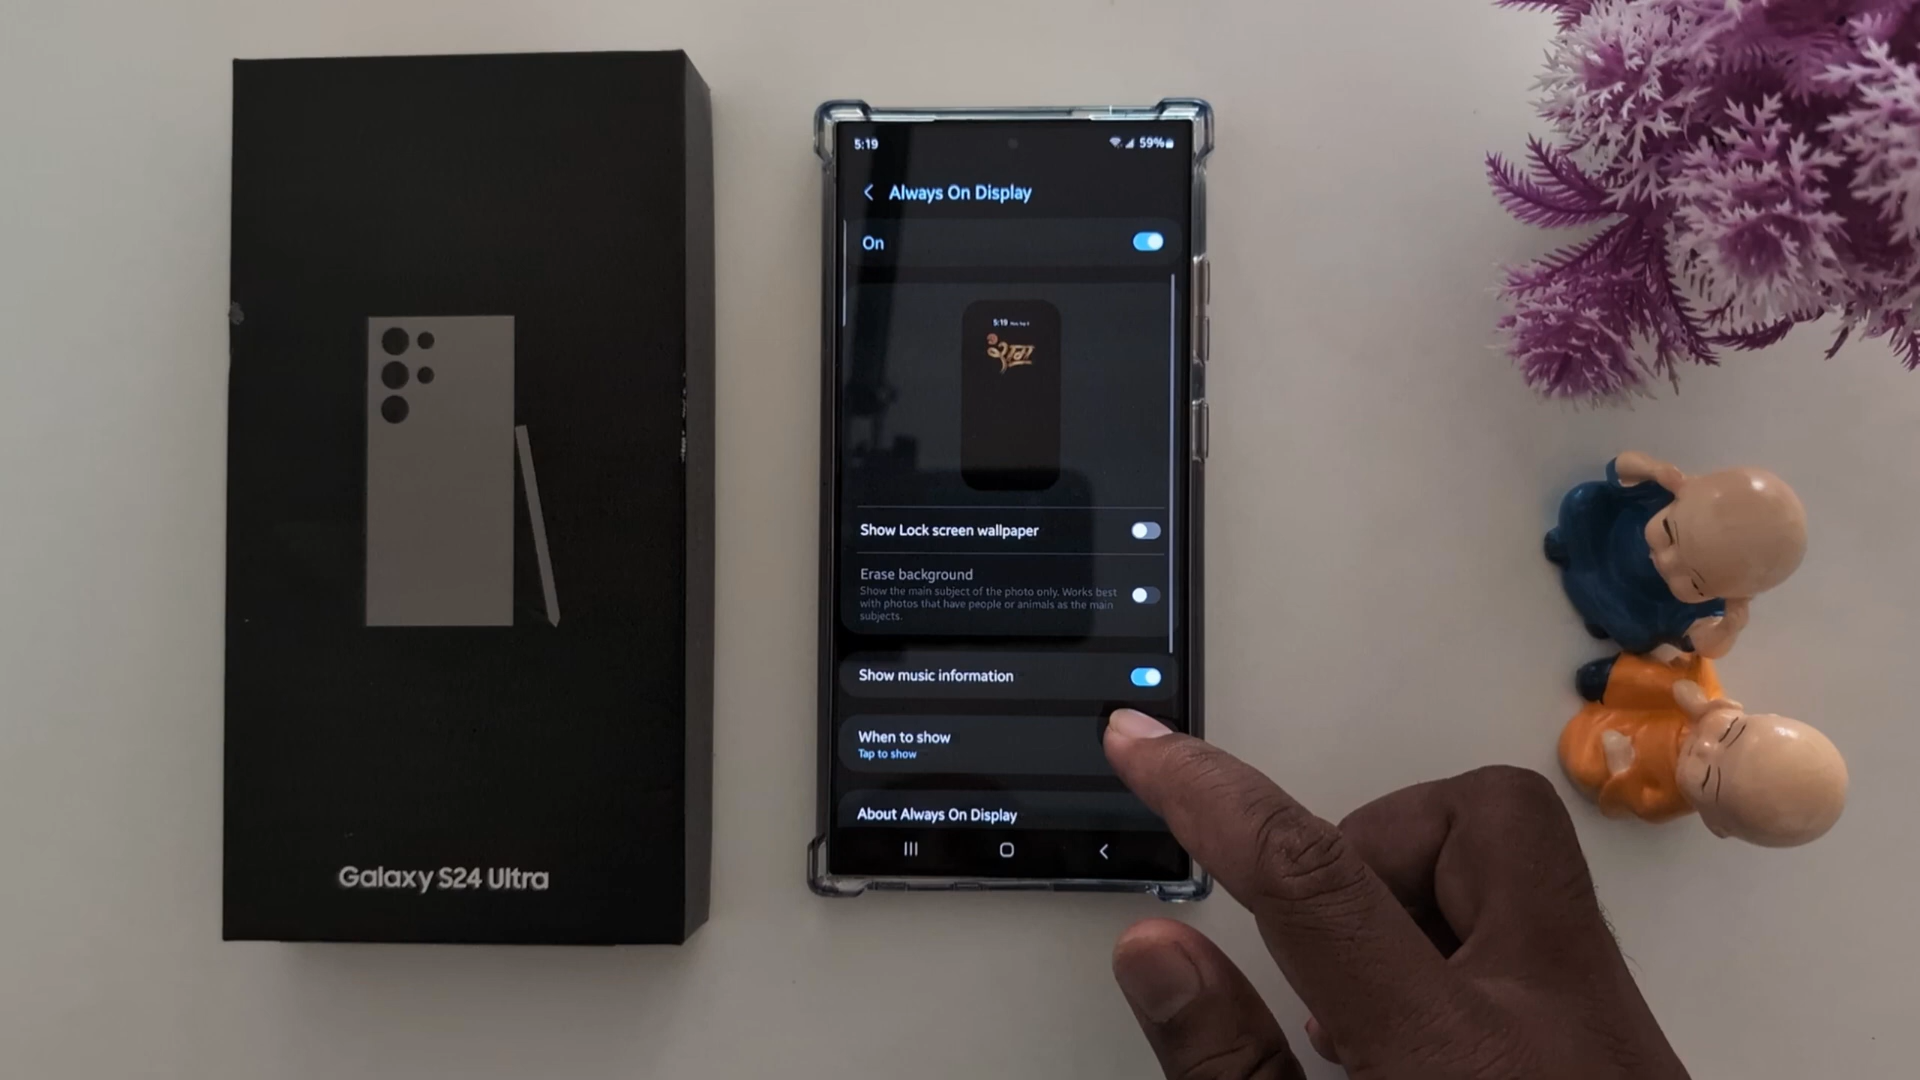 5:19
59%
Always On Display
On
5:19
Show Lock screen wallpaper
Erase background
Show the main subject of the photo only. Works best
with photos that have people or animals as the main
subjects.
Show music information
When to show
Tap to show
About Always On Display
Galaxy S24 Ultra